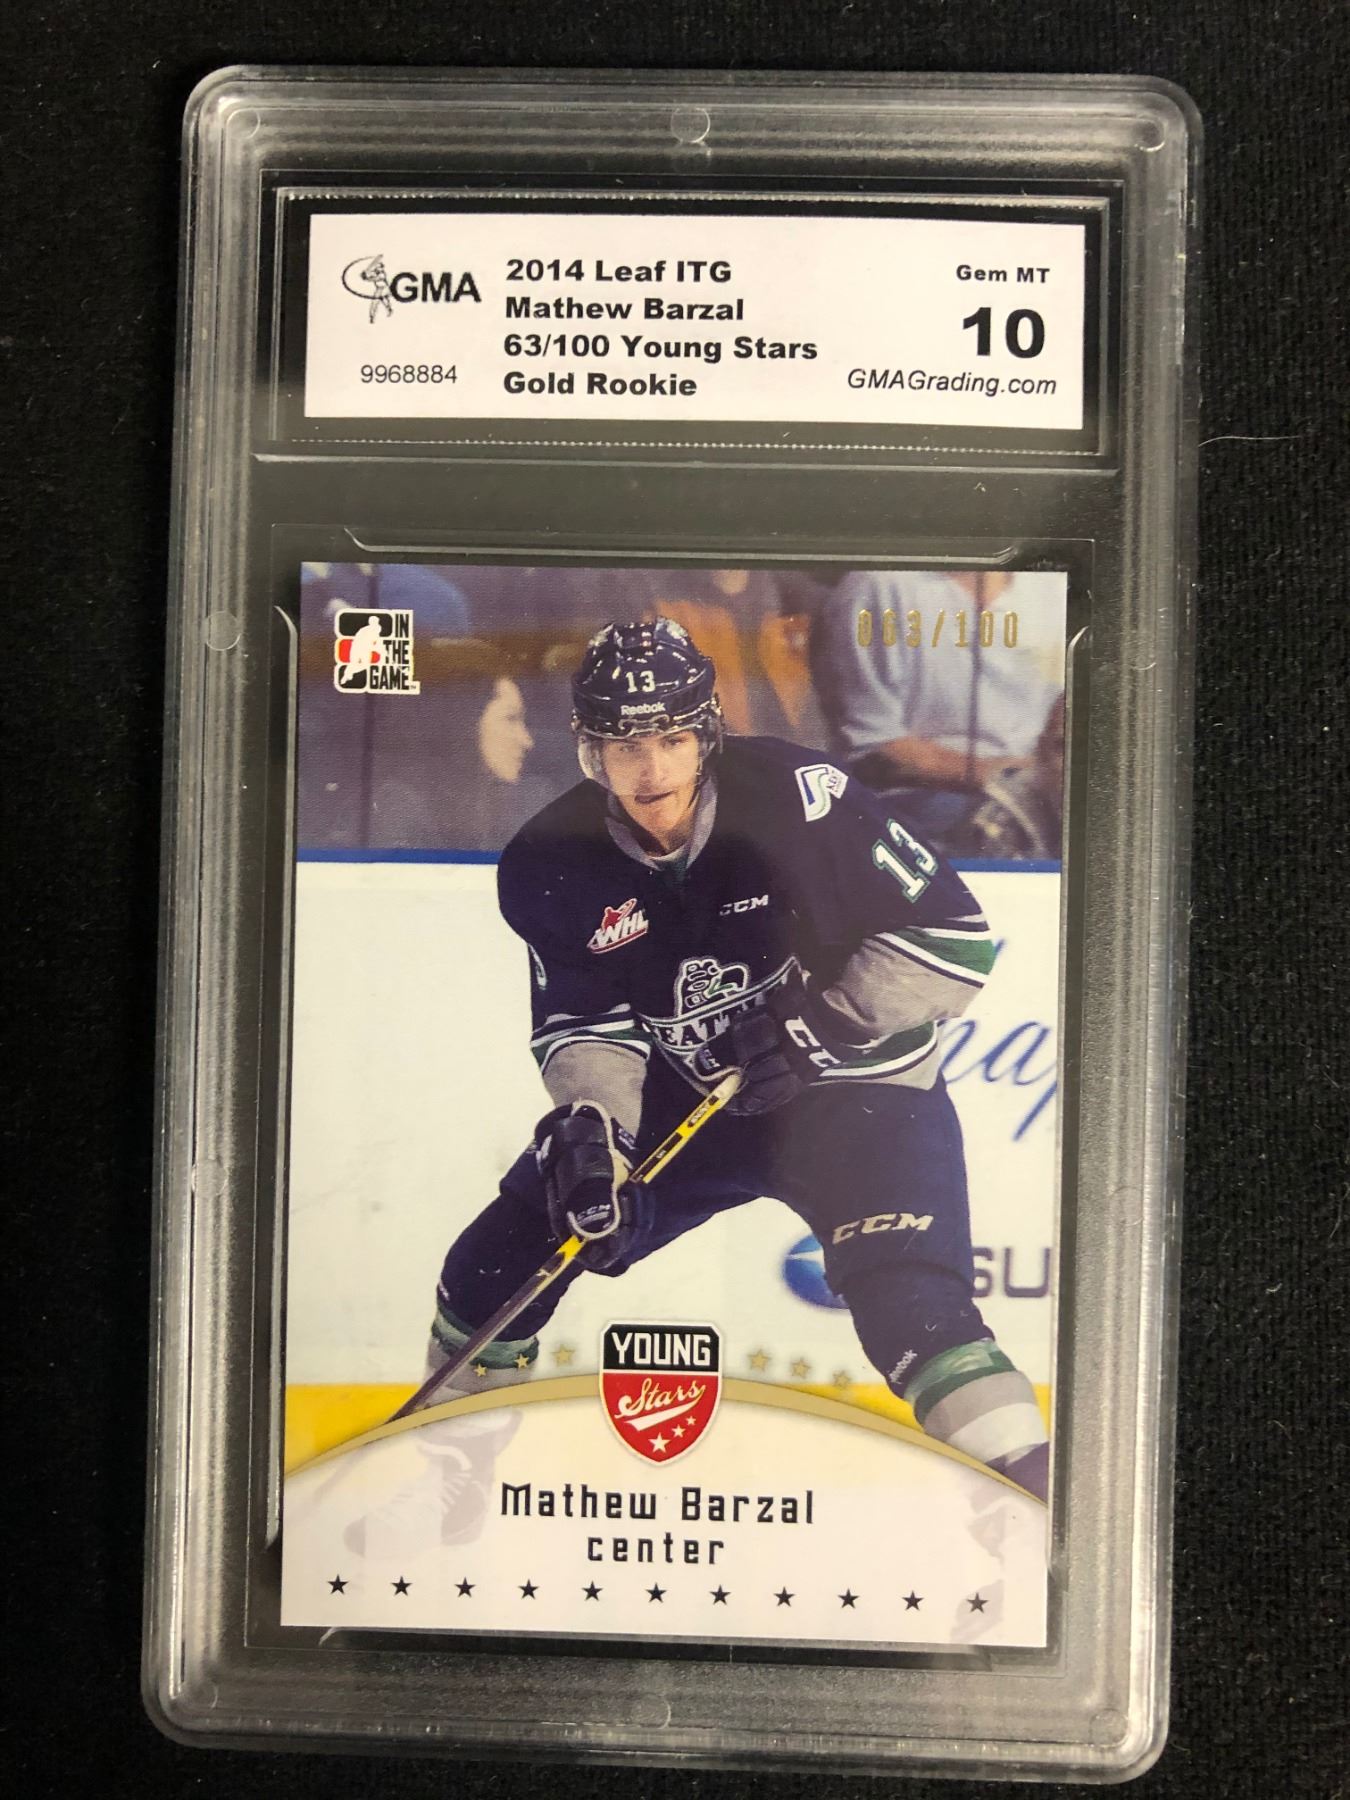 GMA
9968884
2014 Leaf ITG
Mathew Barzal
63/100 Young Stars
Gold Rookie
Gem MT
10
GMAGrading.com
IN
THE
GAME
063/100
13
Reebok
13
WHL
CCM
CCM
CCM
Reebok
YOUNG
Stars
Mathew Barzal
center